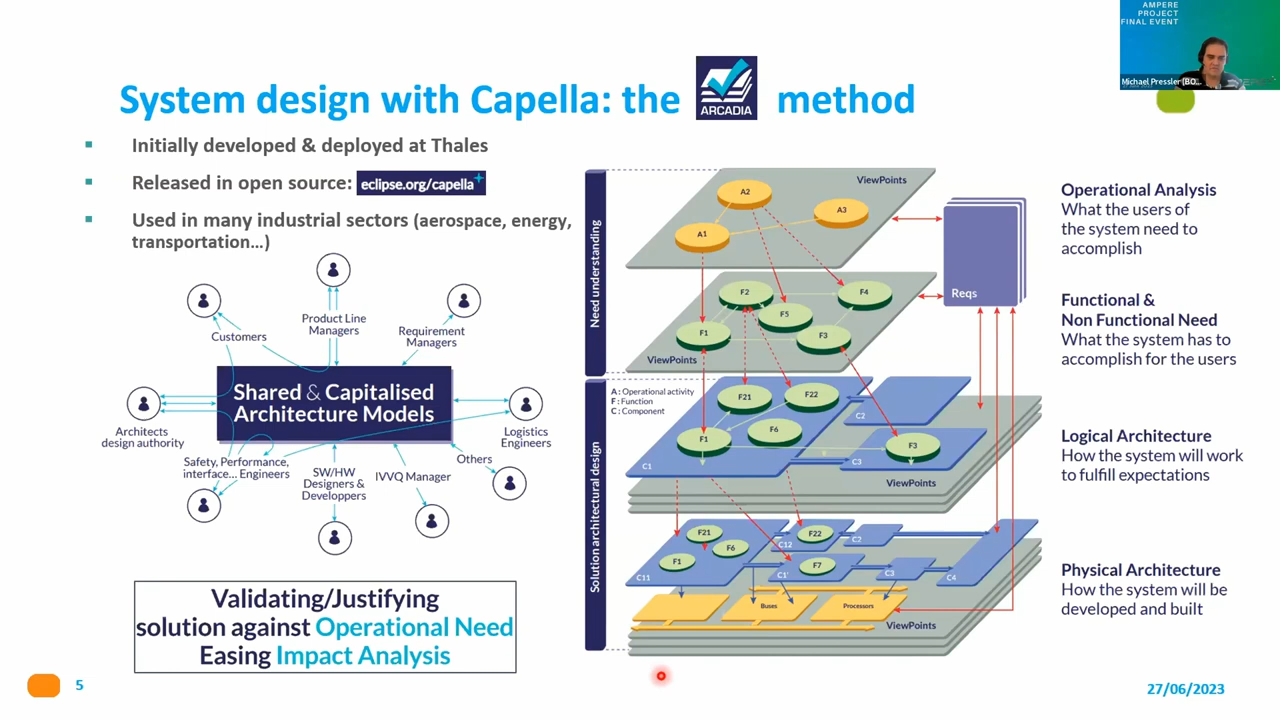 AMPERE
PROJECT
FINAL EVENT
Michael Pressler (BO...
System design with Capella: the ARCADIA method
Initially developed & deployed at Thales
Released in open source: eclipse.org/capella
Used in many industrial sectors (aerospace, energy,
transportation…)
Customers
Product Line
Managers
Requirement
Managers
Shared & Capitalised
Architecture Models
Architects
design authority
Logistics
Engineers
Safety, Performance,
interface... Engineers
SW/HW
Designers &
Developpers
IVVQ Manager
Others
Validating/Justifying
solution against Operational Need
Easing Impact Analysis
Need understanding
Solution architectural design
ViewPoints
A2
A3
A1
F2
F4
F5
F1
F3
ViewPoints
Reqs
A : Operational activity
F : Function
C : Component
F21
F22
C2
F6
F1
F3
C1
C3
ViewPoints
F21
F22
C12
C2
F6
F1
F7
C11
C1'
C3
C4
Buses
Processors
ViewPoints
Operational Analysis
What the users of
the system need to
accomplish
Functional &
Non Functional Need
What the system has to
accomplish for the users
Logical Architecture
How the system will work
to fulfill expectations
Physical Architecture
How the system will be
developed and built
5
27/06/2023